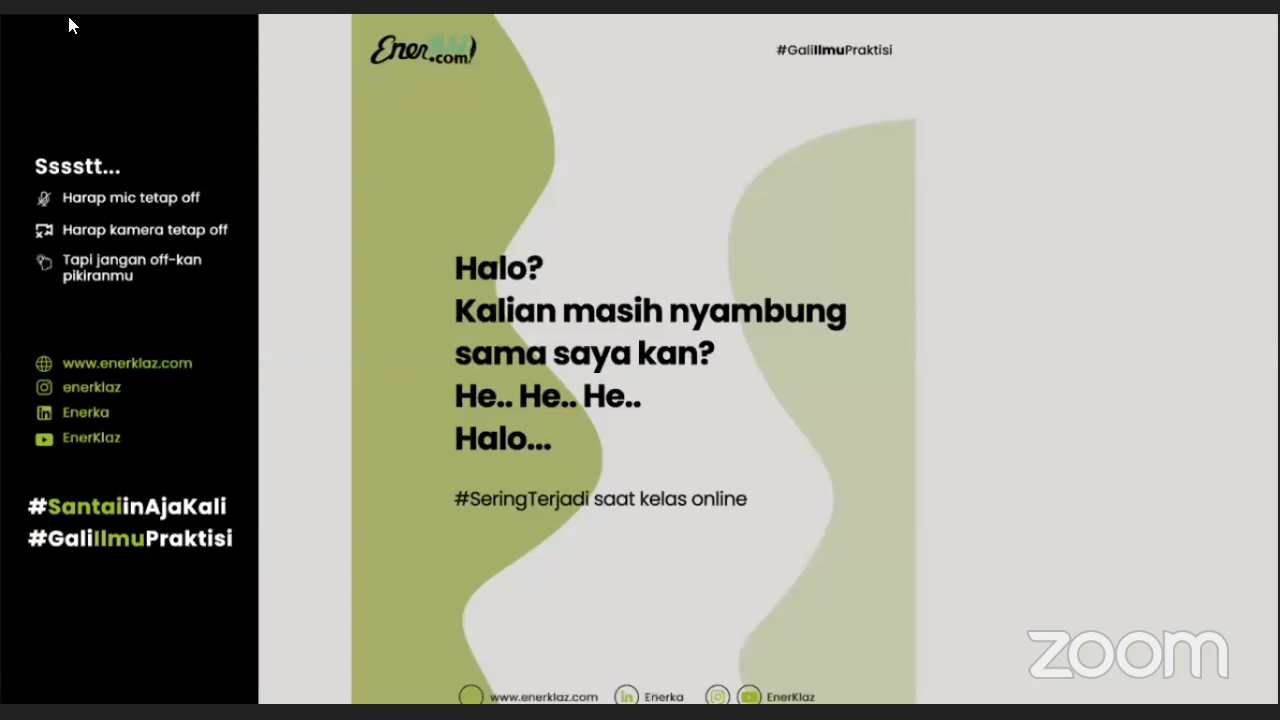 Sssstt...
Harap mic tetap off
Harap kamera tetap off
Tapi jangan off-kan
pikiranmu
www.enerklaz.com
enerklaz
Enerka
EnerKlaz
#SantaiinAjaKali
#GaliIlmuPraktisi
Ener
.com
#GaliIlmuPraktisi
Halo?
Kalian masih nyambung
sama saya kan?
He.. He.. He..
Halo...
#SeringTerjadi saat kelas online
www.enerklaz.com
Enerka
EnerKlaz
zoom